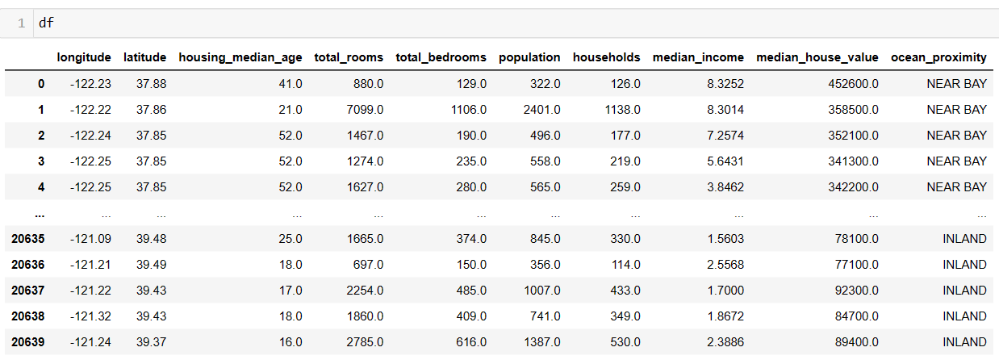 1 df
longitude latitude housing_median_age total_rooms total_bedrooms population households median_income median_house_value ocean_proximity
0 -122.23 37.88 41.0 880.0 129.0 322.0 126.0 8.3252 452600.0 NEAR BAY
1 -122.22 37.86 21.0 7099.0 1106.0 2401.0 1138.0 8.3014 358500.0 NEAR BAY
2 -122.24 37.85 52.0 1467.0 190.0 496.0 177.0 7.2574 352100.0 NEAR BAY
3 -122.25 37.85 52.0 1274.0 235.0 558.0 219.0 5.6431 341300.0 NEAR BAY
4 -122.25 37.85 52.0 1627.0 280.0 565.0 259.0 3.8462 342200.0 NEAR BAY
... ... ... ... ... ... ... ... ... ... ...
20635 -121.09 39.48 25.0 1665.0 374.0 845.0 330.0 1.5603 78100.0 INLAND
20636 -121.21 39.49 18.0 697.0 150.0 356.0 114.0 2.5568 77100.0 INLAND
20637 -121.22 39.43 17.0 2254.0 485.0 1007.0 433.0 1.7000 92300.0 INLAND
20638 -121.32 39.43 18.0 1860.0 409.0 741.0 349.0 1.8672 84700.0 INLAND
20639 -121.24 39.37 16.0 2785.0 616.0 1387.0 530.0 2.3886 89400.0 INLAND